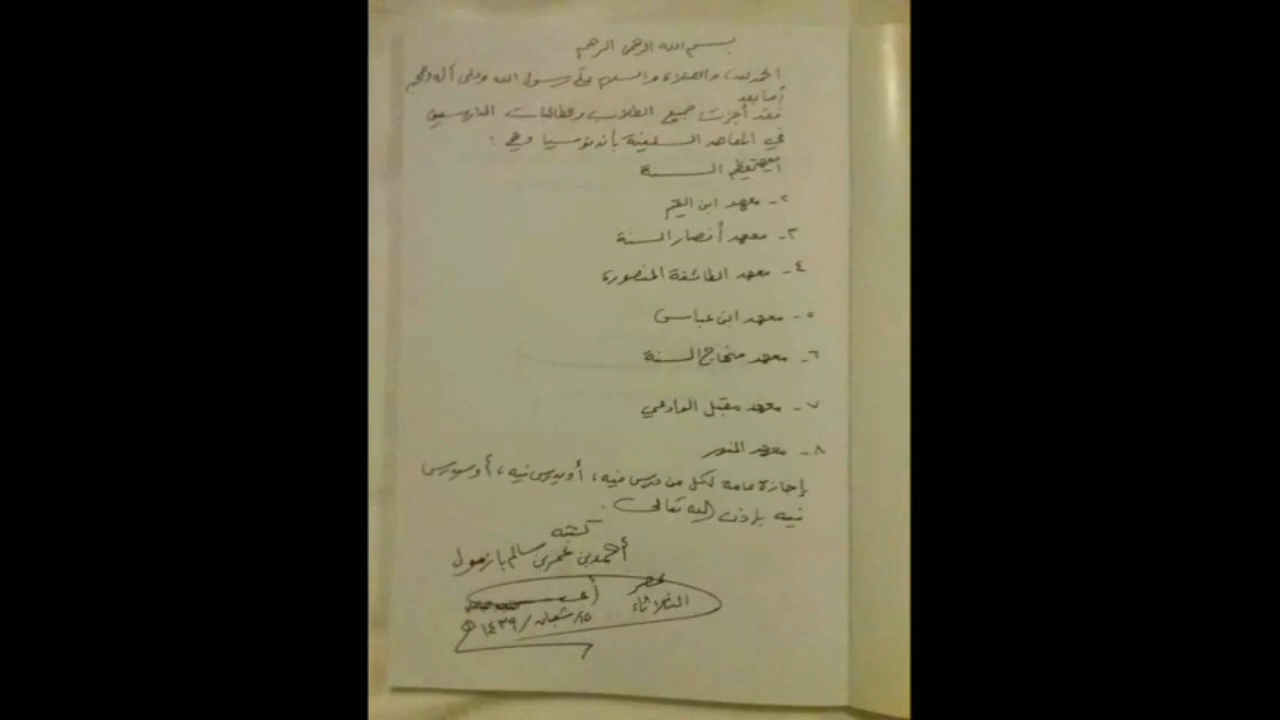 بسم الله الرحمن الرحيم
الحمد لله، والصلاة والسلام على رسول الله وعلى آله وصحبه
أما بعد
فقد أجزت جميع الطلاب والطالبات الدارسين
في المعاهد السلفية بأندونوسيا وهي :
السنة
٢- معهد ابن القيم
٣- معهد أنصار السنة
٤- معهد الطائفة المنصورة
٥- معهد ابن عباس
٦- معهد منهاج السنة
٧- معهد مقبل الوادعي
٨- معهد المنور
إجازة عامة لكل من درس فيه، أو يدرس فيه، أو سيدرس
فيه بإذن الله تعالى.
كتبه
أحمد بن عمر بن سالم بازمول
عصر
الثلاثاء
شعبان / ١٤٣٩هـ